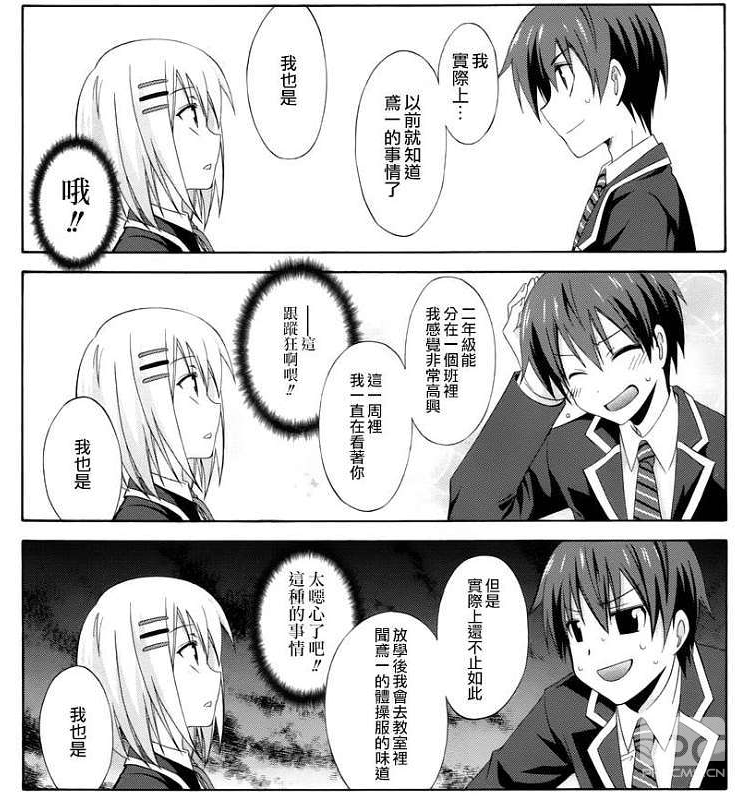 我
實際上…
以前就知道
鳶一的事情了
我也是
哦!!
二年級能
分在一個班裡
我感覺非常高興
這一周裡
我一直在看著你
——這
跟蹤狂啊喂!!
我也是
但是
實際上還不止如此
放學後我會去教室裡
聞鳶一的體操服的味道
太噁心了吧!!
這種的事情
我也是